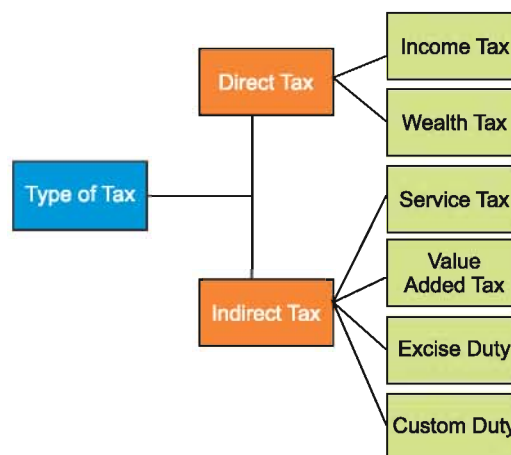 Type of Tax
Direct Tax
Income Tax
Wealth Tax
Indirect Tax
Service Tax
Value
Added Tax
Excise Duty
Custom Duty